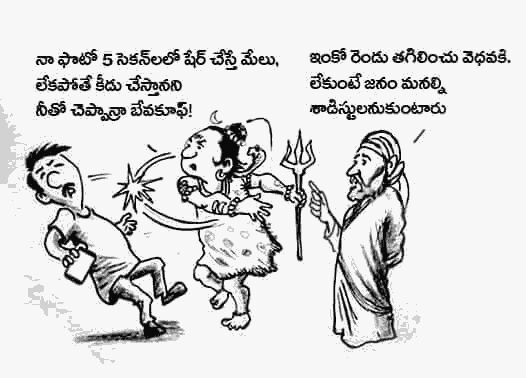 నా ఫొటో 5 సెకన్‌లలో షేర్ చేస్తే మేలు,
లేకపోతే కీడు చేస్తానని
నీతో చెప్పాన్రా బేవకూఫ్!
ఇంకో రెండు తగిలించు వెధవకి.
లేకుంటే జనం మనల్ని
శాడిస్టులనుకుంటారు